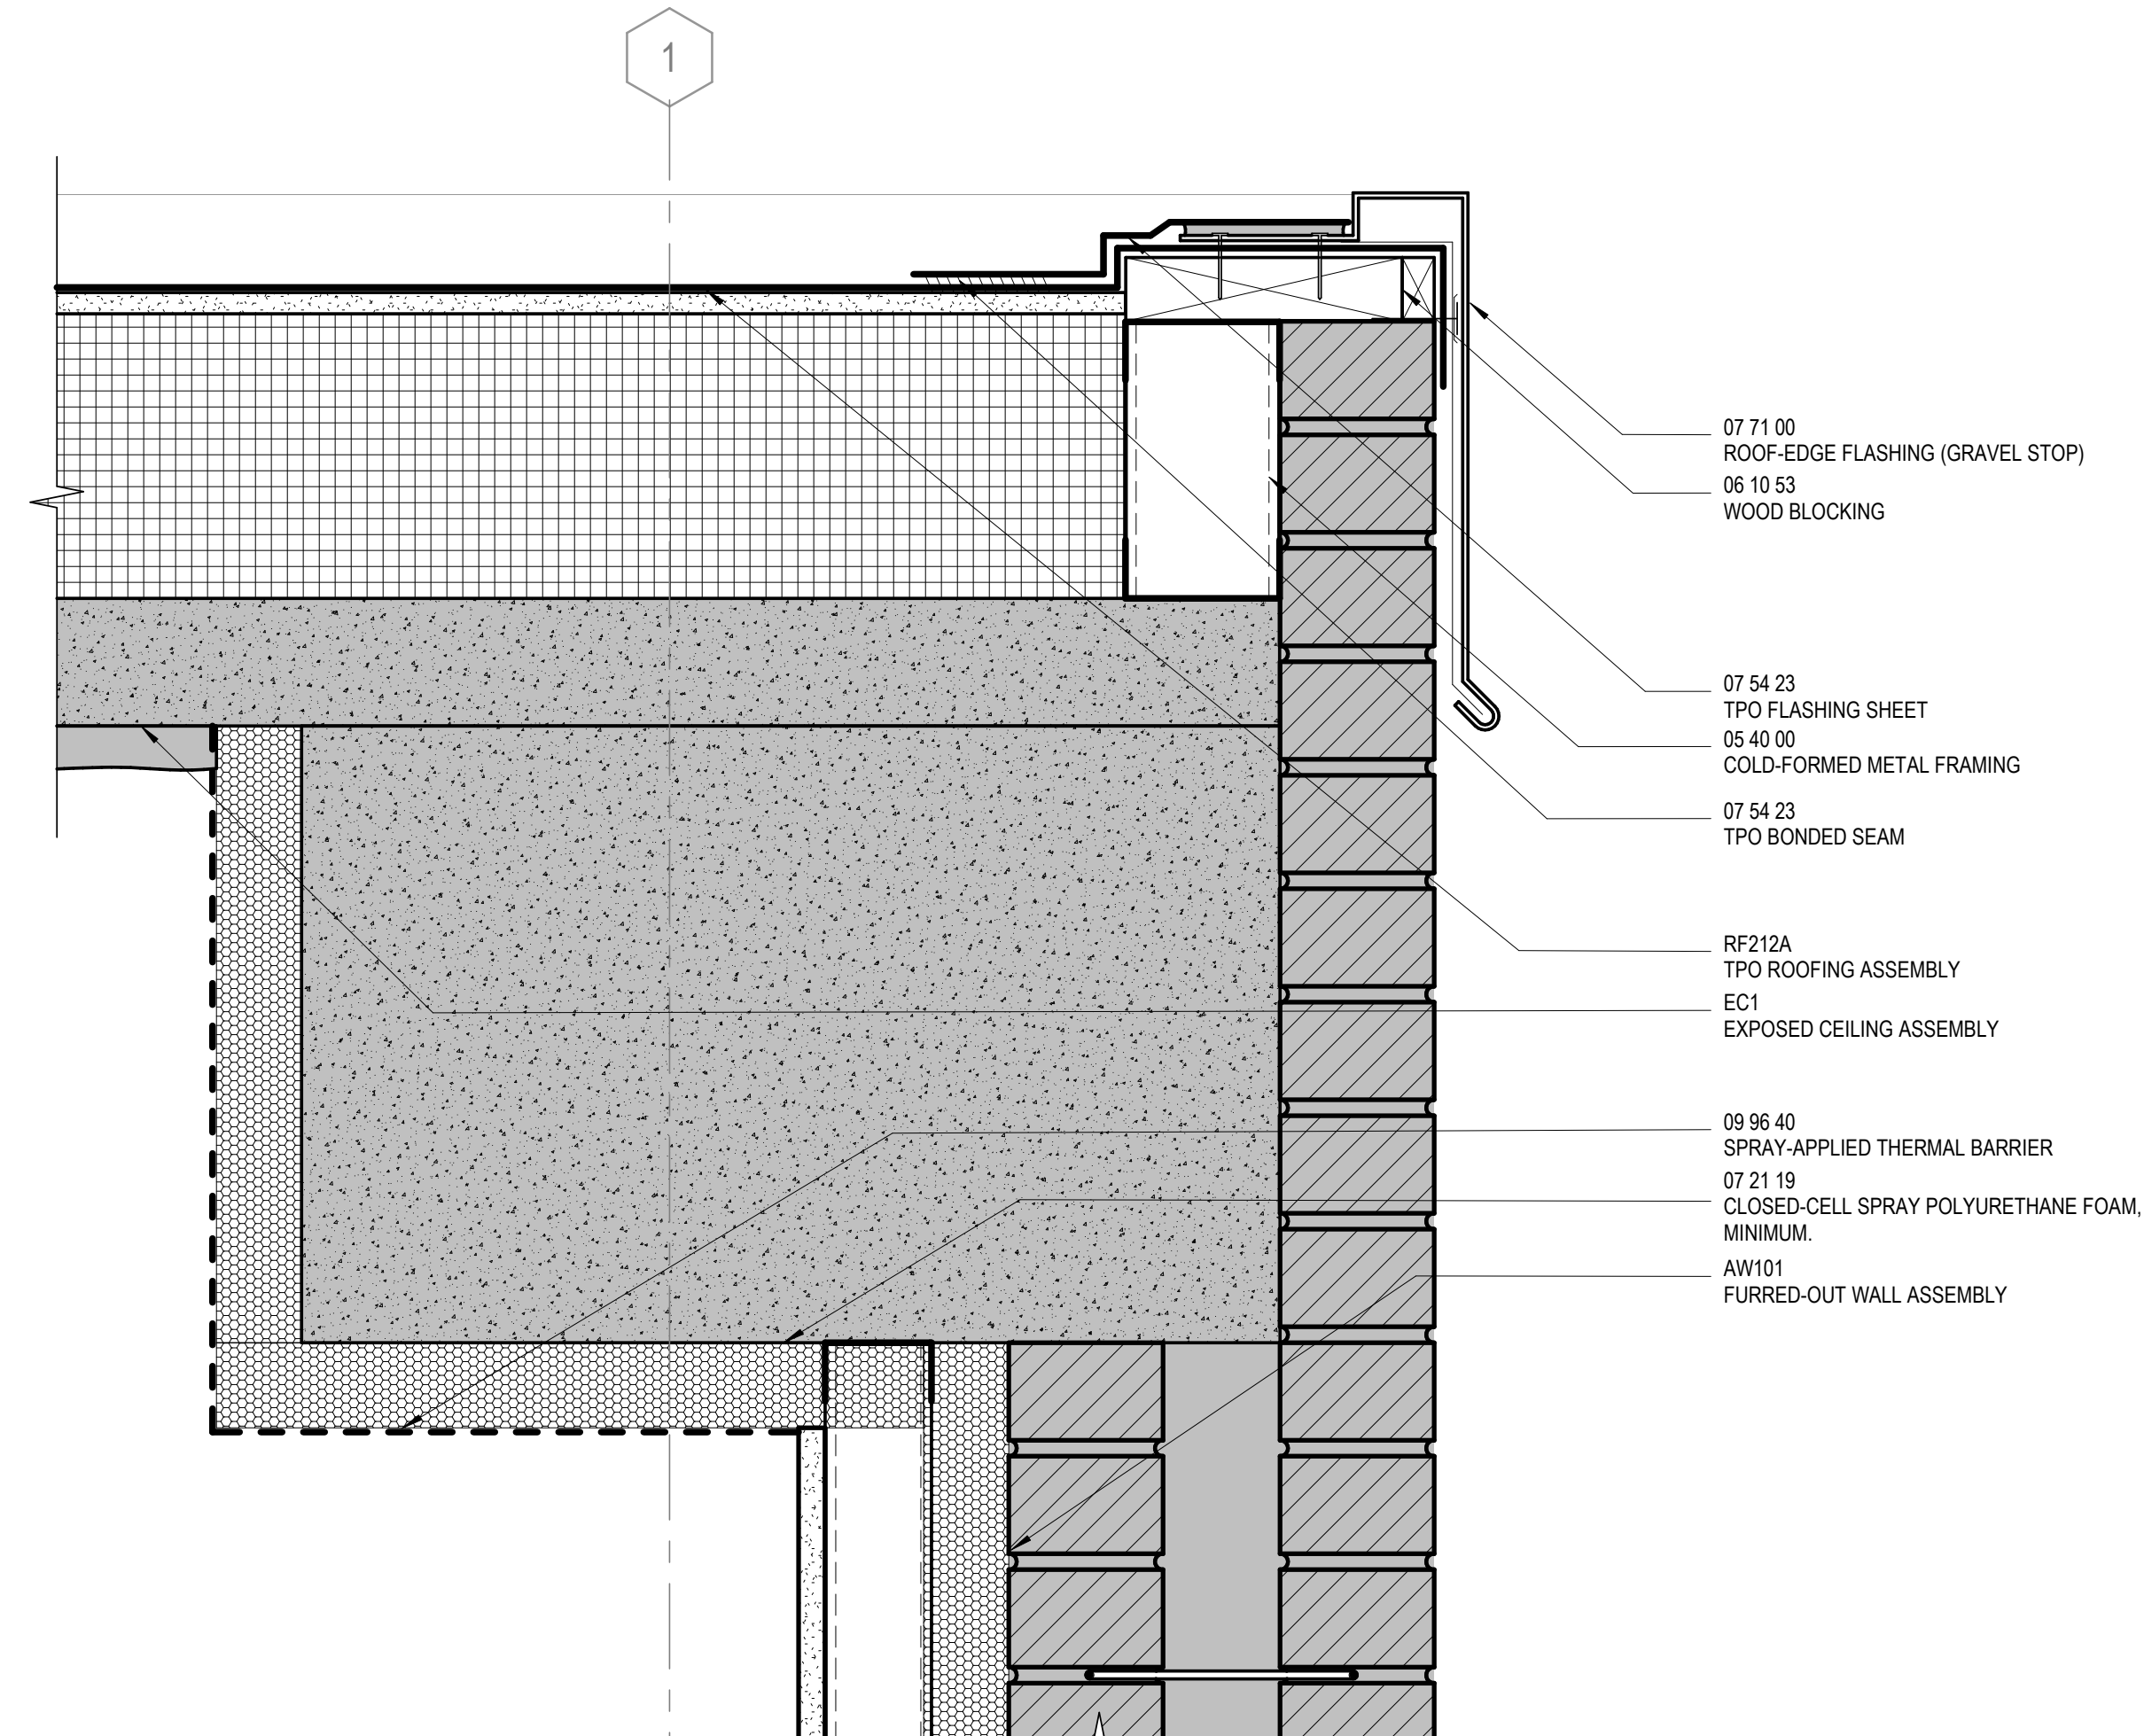 1
07 71 00
ROOF-EDGE FLASHING (GRAVEL STOP)
06 10 53
WOOD BLOCKING
07 54 23
TPO FLASHING SHEET
05 40 00
COLD-FORMED METAL FRAMING
07 54 23
TPO BONDED SEAM
RF212A
TPO ROOFING ASSEMBLY
EC1
EXPOSED CEILING ASSEMBLY
09 96 40
SPRAY-APPLIED THERMAL BARRIER
07 21 19
CLOSED-CELL SPRAY POLYURETHANE FOAM,
MINIMUM.
AW101
FURRED-OUT WALL ASSEMBLY